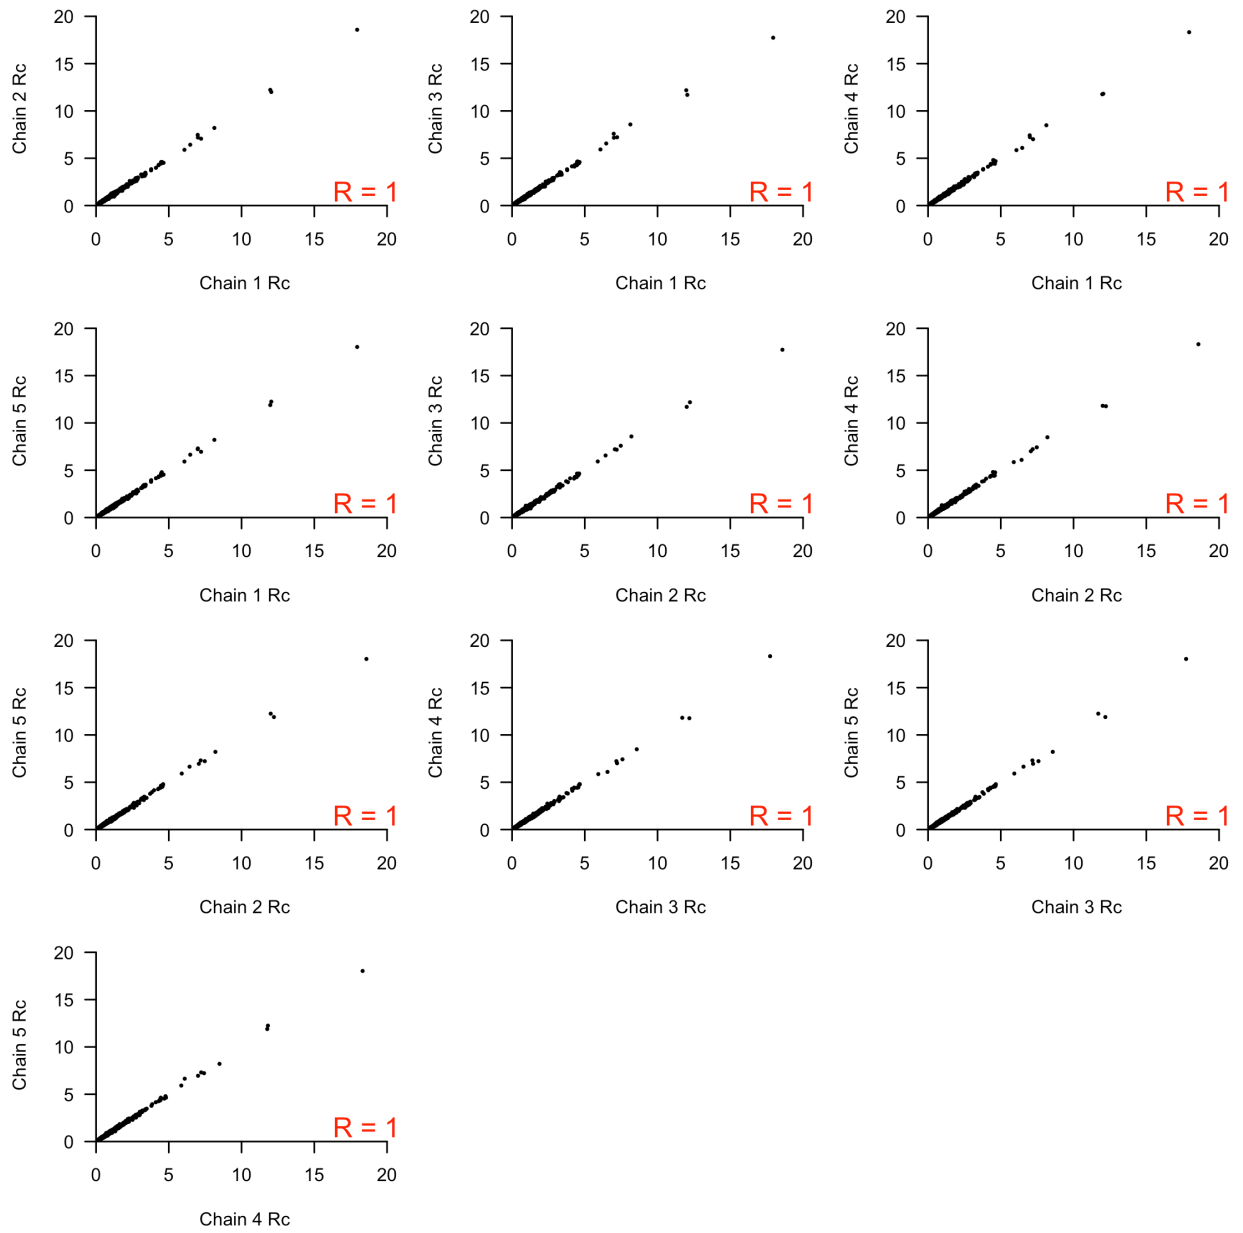 20 20 20
15 15 15
Chain 2 Rc Chain 3 Rc Chain 4 Rc
10 10 10
5 5 5
R = 1 R = 1 R = 1
0 0 0
0 5 10 15 20 0 5 10 15 20 0 5 10 15 20
Chain 1 Rc Chain 1 Rc Chain 1 Rc
20 20 20
15 15 15
Chain 5 Rc Chain 3 Rc Chain 4 Rc
10 10 10
5 5 5
R = 1 R = 1 R = 1
0 0 0
0 5 10 15 20 0 5 10 15 20 0 5 10 15 20
Chain 1 Rc Chain 2 Rc Chain 2 Rc
20 20 20
15 15 15
Chain 5 Rc Chain 4 Rc Chain 5 Rc
10 10 10
5 5 5
R = 1 R = 1 R = 1
0 0 0
0 5 10 15 20 0 5 10 15 20 0 5 10 15 20
Chain 2 Rc Chain 3 Rc Chain 3 Rc
20
15
Chain 5 Rc
10
5
R = 1
0
0 5 10 15 20
Chain 4 Rc